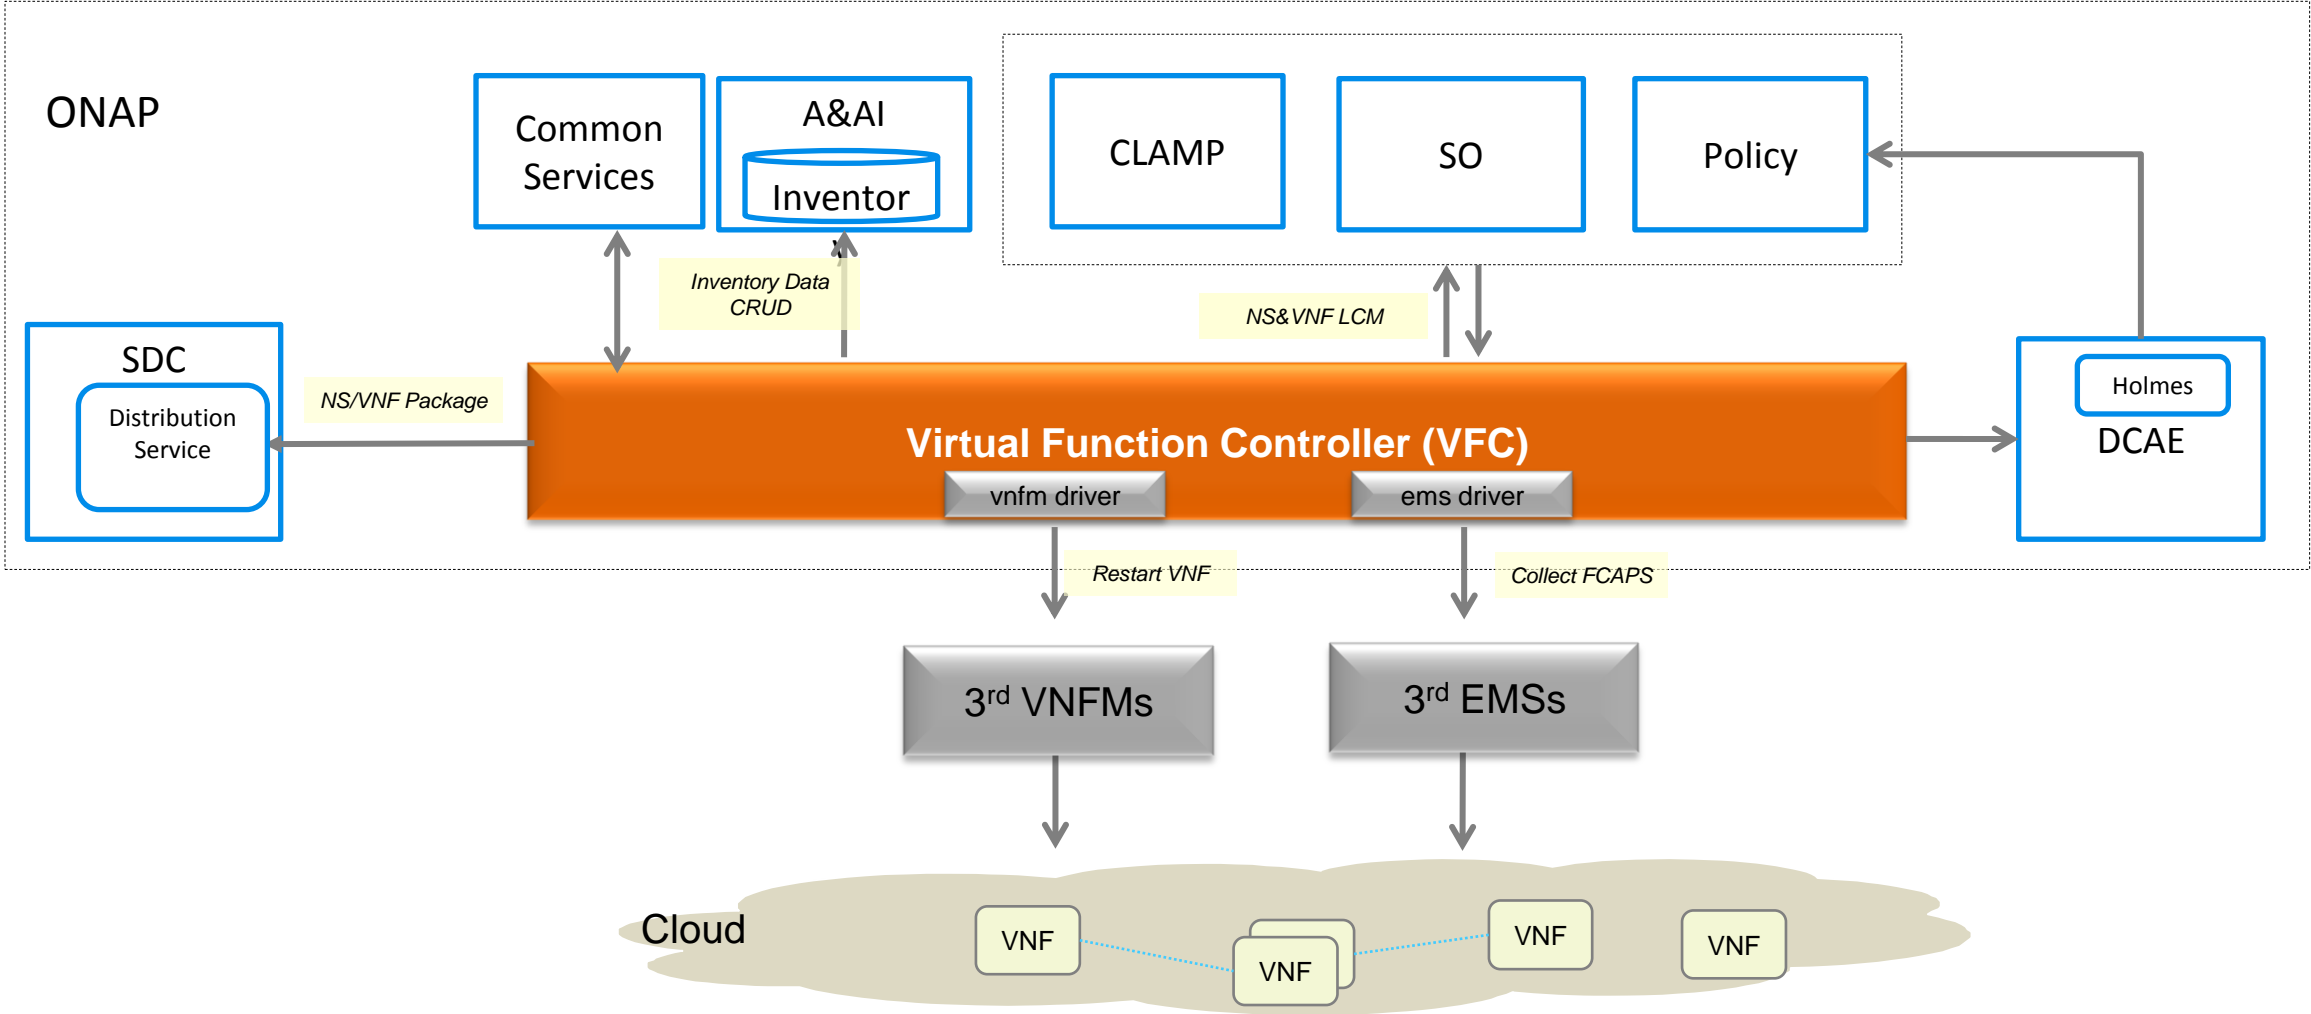 ONAP
Common
Services
A&AI
Inventor
y
CLAMP
SO
Policy
Inventory Data
CRUD
NS&VNF LCM
SDC
Distribution
Service
NS/VNF Package
Virtual Function Controller (VFC)
vnfm driver
ems driver
Holmes
DCAE
Restart VNF
Collect FCAPS
3rd VNFMs
3rd EMSs
Cloud
VNF
VNF
VNF
VNF